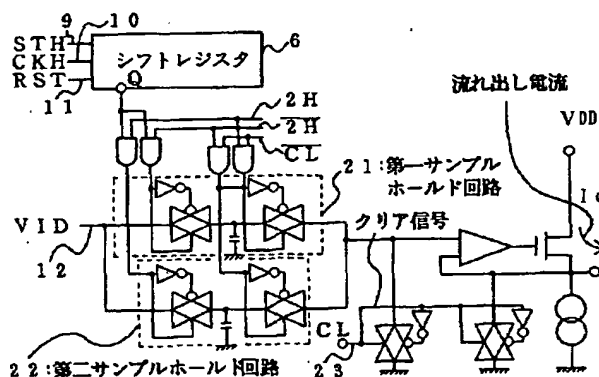 9
10
STH
CKH
RST
11
シフトレジスタ
Q
6
2H
2H
CL
流れ出し電流
VDD
21:第一サンプル
ホールド回路
クリア信号
VID
12
CL
23
22:第二サンプルホールド回路